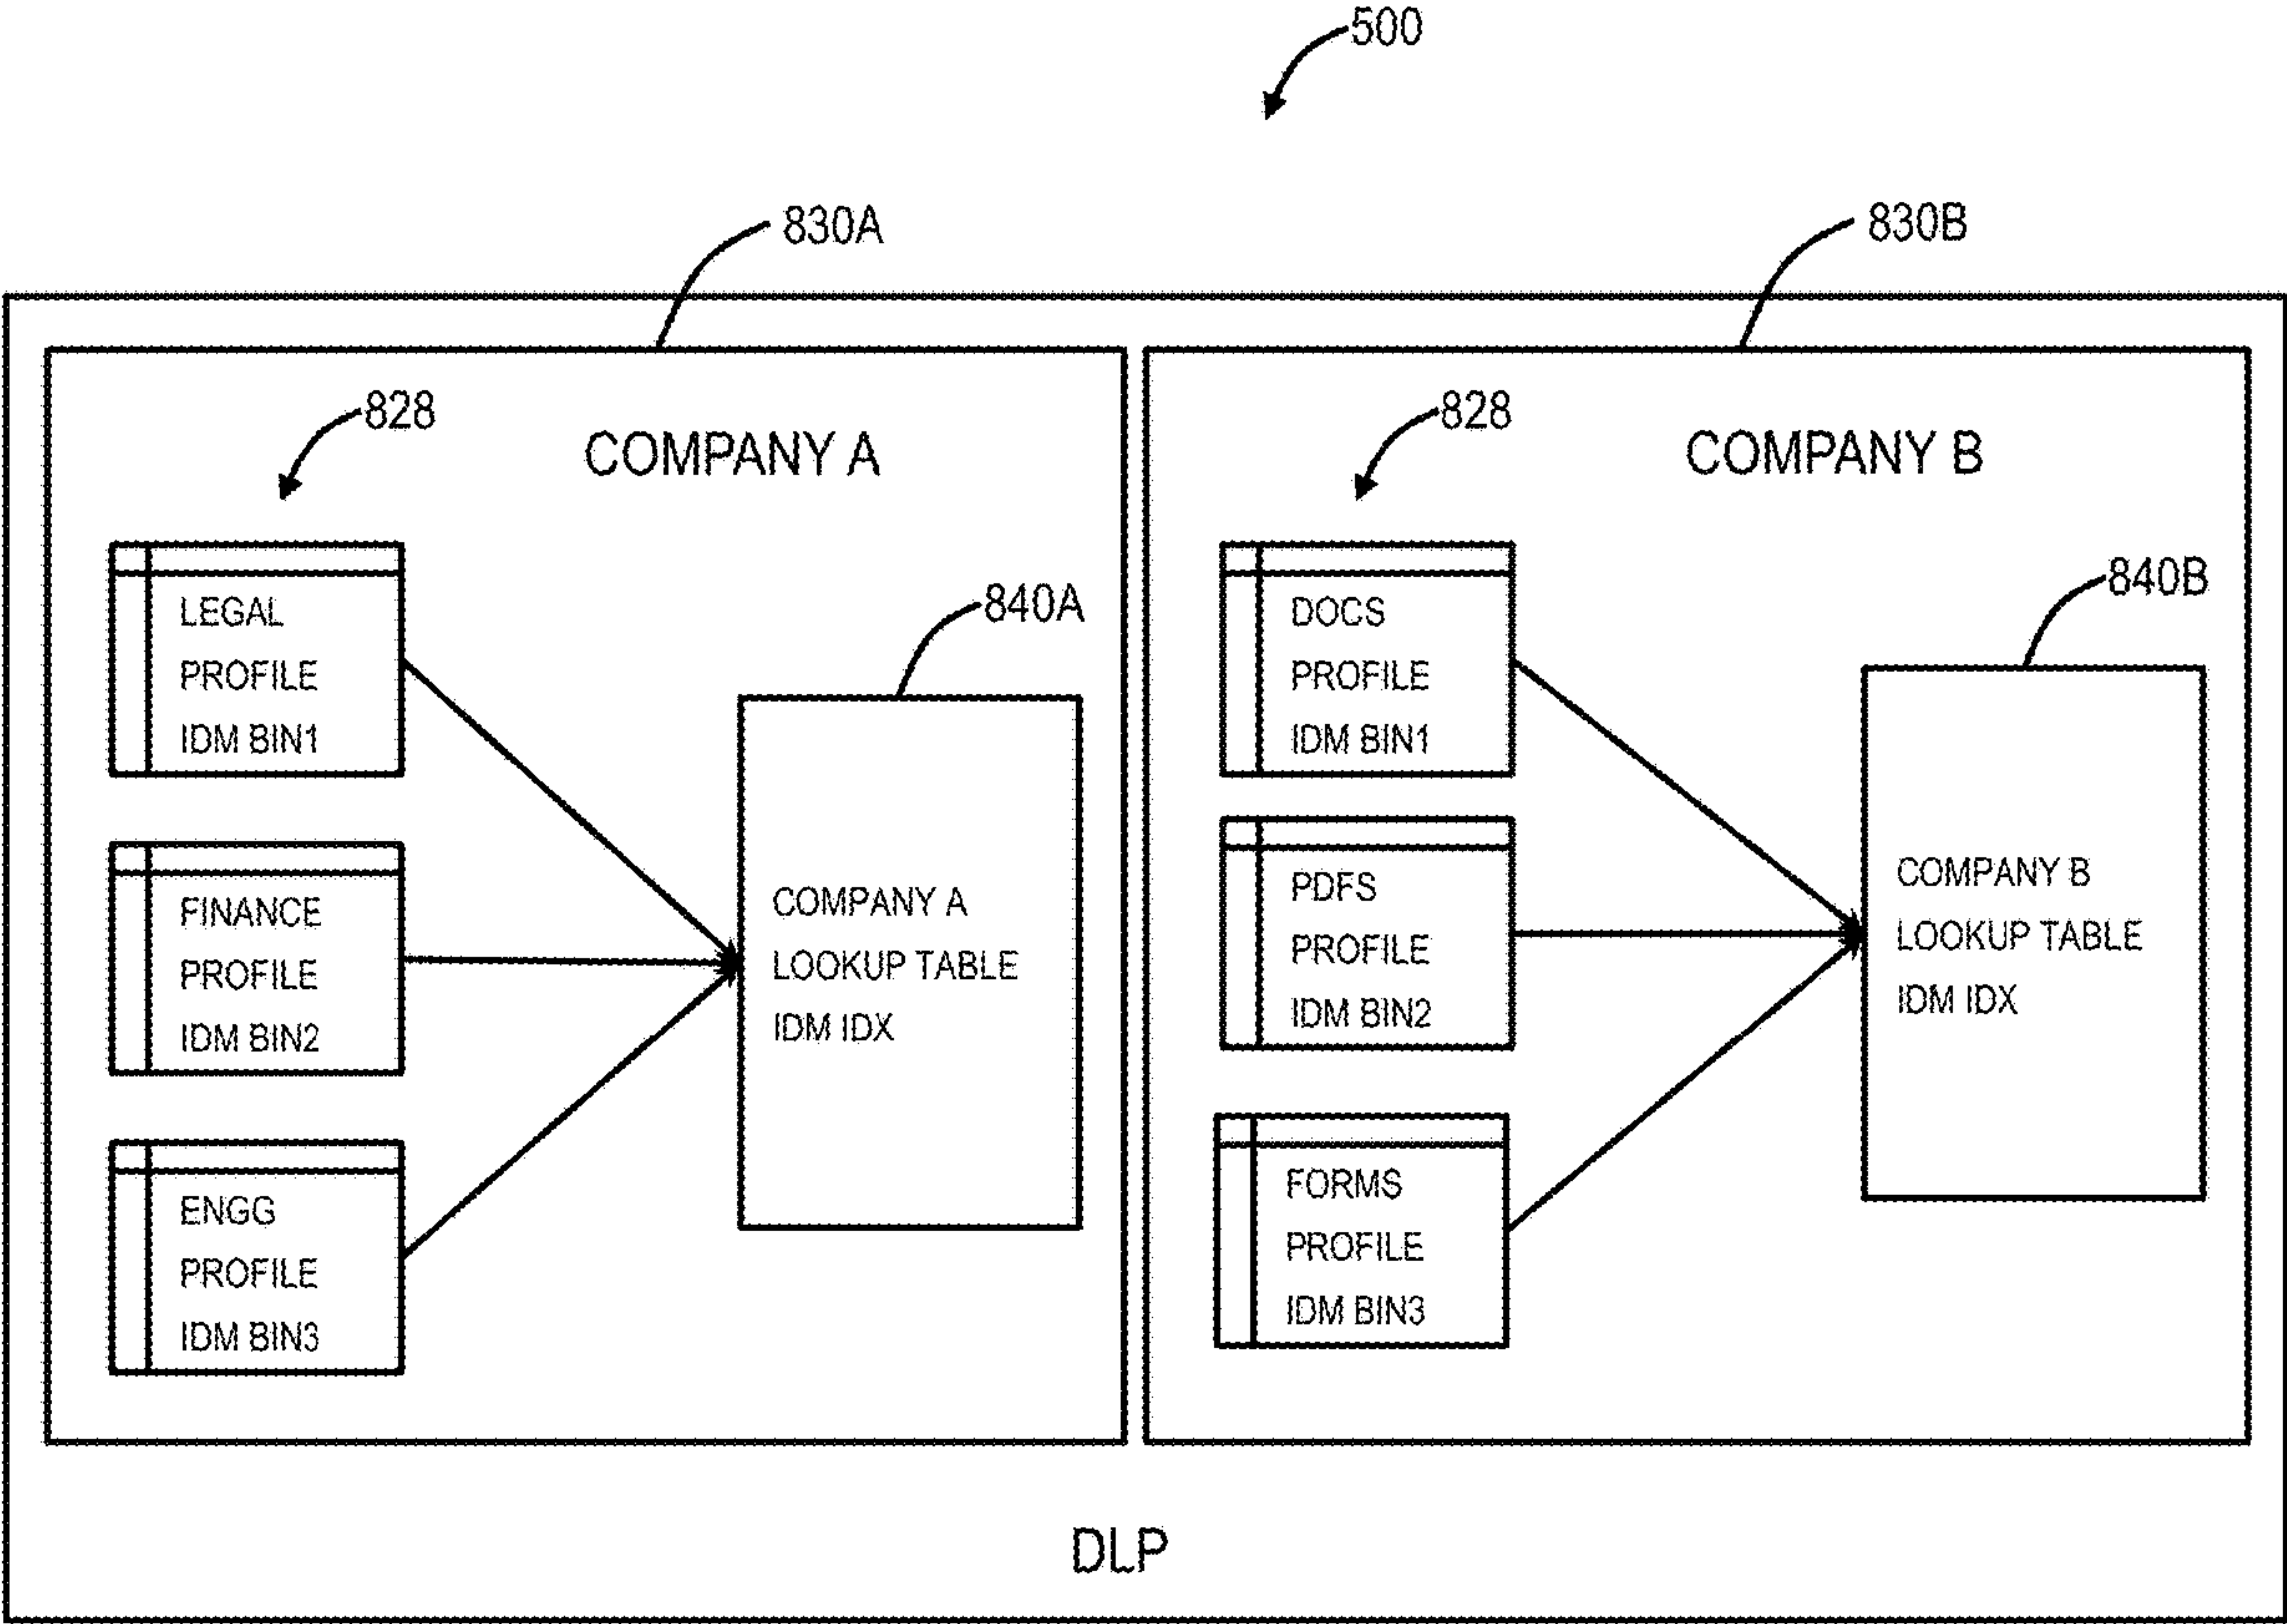 500
830A
830B
828
COMPANY A
LEGAL
PROFILE
IDM BIN1
FINANCE
PROFILE
IDM BIN2
ENGG
PROFILE
IDM BIN3
840A
COMPANY A
LOOKUP TABLE
IDM IDX
828
COMPANY B
DOCS
PROFILE
IDM BIN1
PDFS
PROFILE
IDM BIN2
FORMS
PROFILE
IDM BIN3
840B
COMPANY B
LOOKUP TABLE
IDM IDX
DLP